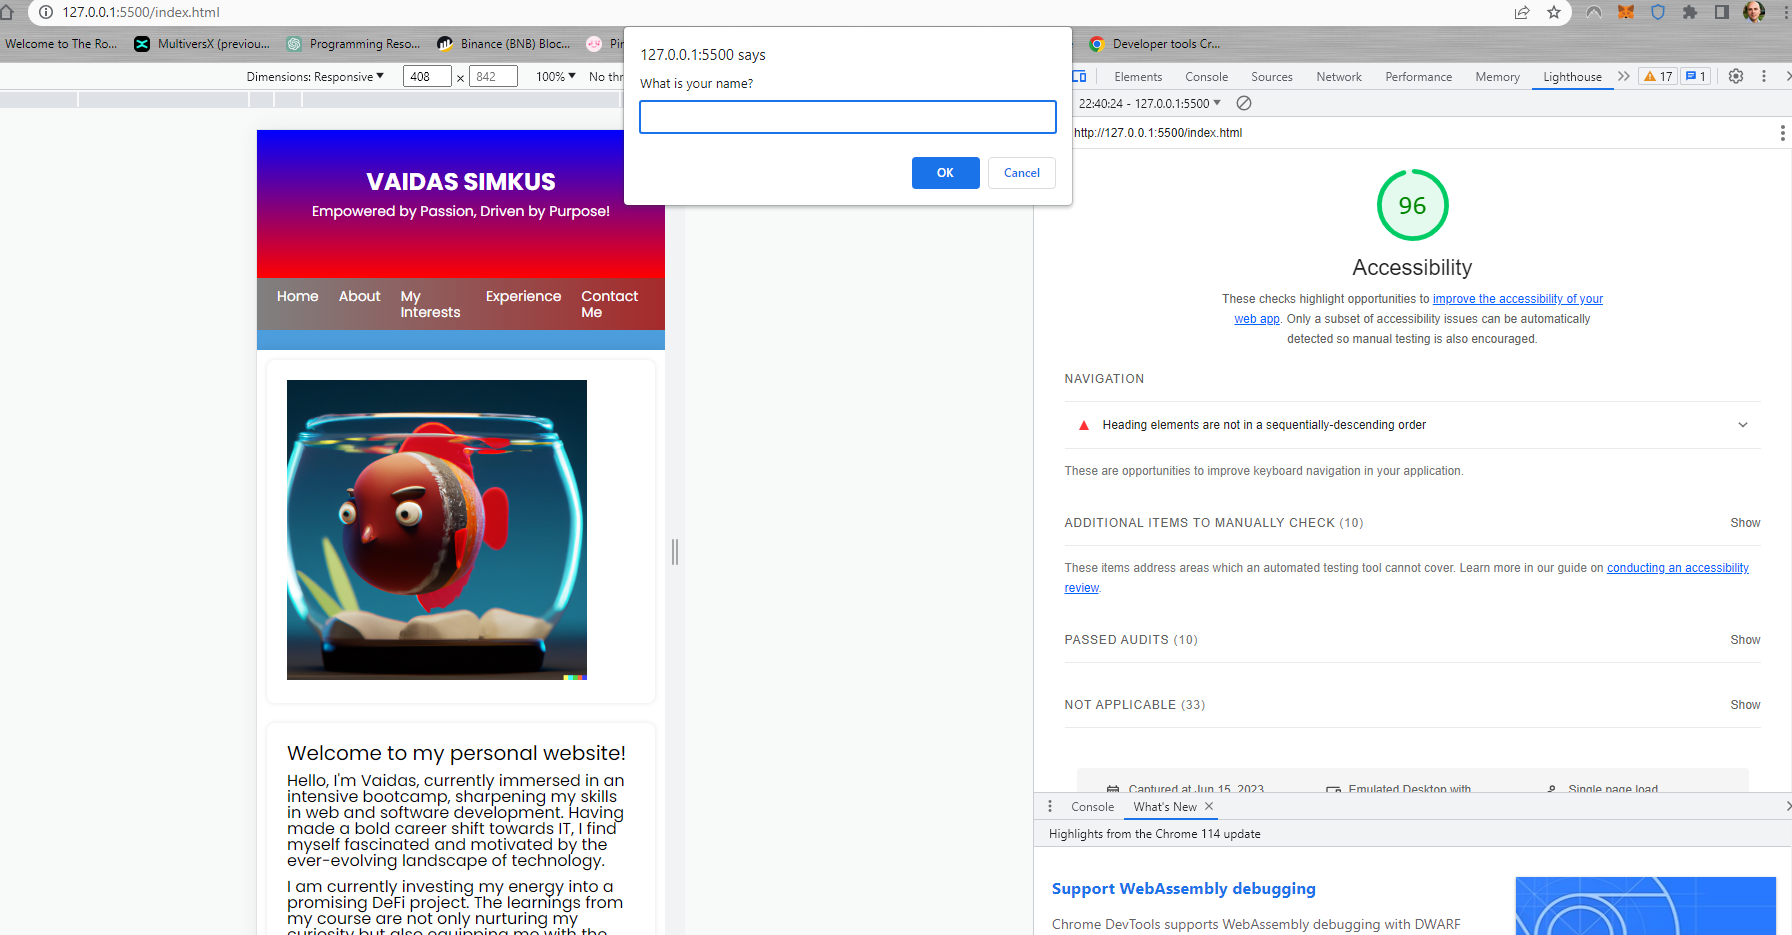 127.0.0.1:5500/index.html
Welcome to The Ro...
MultiversX (previou...
Programming Reso...
Binance (BNB) Bloc...
Developer tools Cr...
127.0.0.1:5500 says
What is your name?
OK
Cancel
Dimensions: Responsive
408
x
842
100%
Elements
Console
Sources
Network
Performance
Memory
Lighthouse
17
1
22:40:24 - 127.0.0.1:5500
http://127.0.0.1:5500/index.html
VAIDAS SIMKUS
Empowered by Passion, Driven by Purpose!
Home
About
My
Interests
Experience
Contact
Me
Welcome to my personal website!
Hello, I'm Vaidas, currently immersed in an
intensive bootcamp, sharpening my skills
in web and software development. Having
made a bold career shift towards IT, I find
myself fascinated and motivated by the
ever-evolving landscape of technology.
I am currently investing my energy into a
promising DeFi project. The learnings from
my course are not only nurturing my
curiosity but also equipping me with the
96
Accessibility
These checks highlight opportunities to improve the accessibility of your
web app. Only a subset of accessibility issues can be automatically
detected so manual testing is also encouraged.
NAVIGATION
Heading elements are not in a sequentially-descending order
These are opportunities to improve keyboard navigation in your application.
ADDITIONAL ITEMS TO MANUALLY CHECK (10)
Show
These items address areas which an automated testing tool cannot cover. Learn more in our guide on conducting an accessibility
review.
PASSED AUDITS (10)
Show
NOT APPLICABLE (33)
Show
Captured at Jun 15, 2023
Emulated Desktop with
Single page load
Console
What's New
Highlights from the Chrome 114 update
Support WebAssembly debugging
Chrome DevTools supports WebAssembly debugging with DWARF